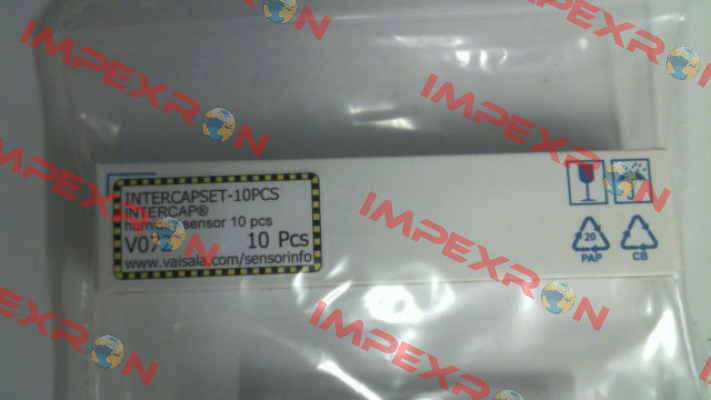 INTERCAPSET-10PCS
INTERCAP®
sensor 10 pcs
10 Pcs
www.vaisala.com/sensorinfo
20
PAP
CB
IMPEXRON
IMPEXRON
IMPEXRON
IMPEXRON
IMPEXRON
IMPEXRON
IMPEXRON